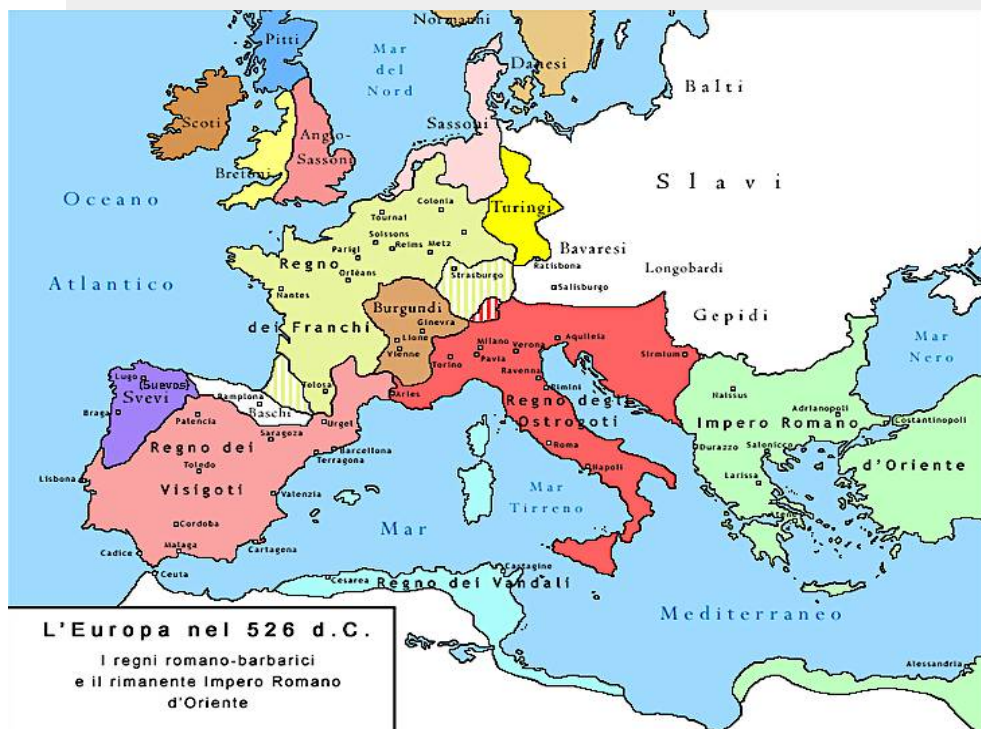 Normanni
Pitti
Mar
del
Nord
Danesi
Balti
Scoti
Anglo-
Sassoni
Sassoni
Bretoni
Slavi
Oceano
Colonia
Tournai
Turingi
Soissons
Reims
Metz
Parigi
Bavaresi
Regno
Ratisbona
Strasburgo
Longobardi
Orléans
Salisburgo
Atlantico
Nantes
Burgundi
Gepidi
dei Franchi
Ginevra
Lione
Vienne
Milano
Verona
Aquileia
Mar
Nero
Torino
Pavia
Sirmium
Lugo
(Suevos)
Svevi
Pamplona
Tolosa
Ravenna
Rimini
Arles
Naissus
Braga
Baschi
Regno degli
Ostrogoti
Adrianopoli
Palencia
Urgel
Impero Romano
Costantinopoli
Saragoza
Regno dei
Roma
Durazzo
Salonicco
Barcellona
Terragona
Toledo
Napoli
d'Oriente
Larissa
Lisbona
Visigoti
Valenzia
Mar
Tirreno
Atene
Cordoba
Mar
Malaga
Cartagena
Cadice
Cartagine
Ceuta
Cesarea
Regno dei Vandali
Mediterraneo
L'Europa nel 526 d.C.
I regni romano-barbarici
e il rimanente Impero Romano
d'Oriente
Alessandria